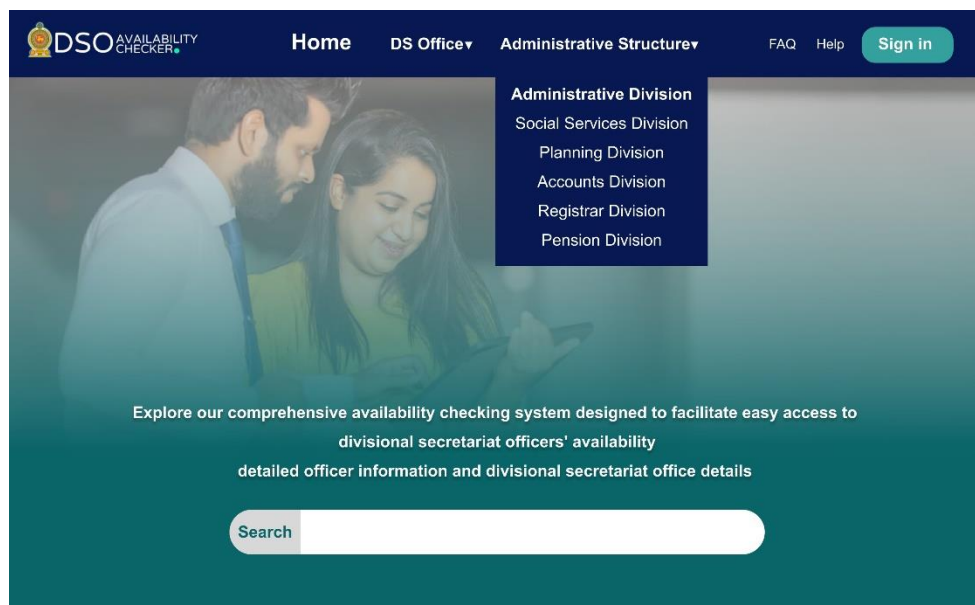 DSO AVAILABILITY CHECKER
Home DS Office▾ Administrative Structure▾ FAQ Help Sign in
Administrative Division
Social Services Division
Planning Division
Accounts Division
Registrar Division
Pension Division
Explore our comprehensive availability checking system designed to facilitate easy access to
divisional secretariat officers' availability
detailed officer information and divisional secretariat office details
Search